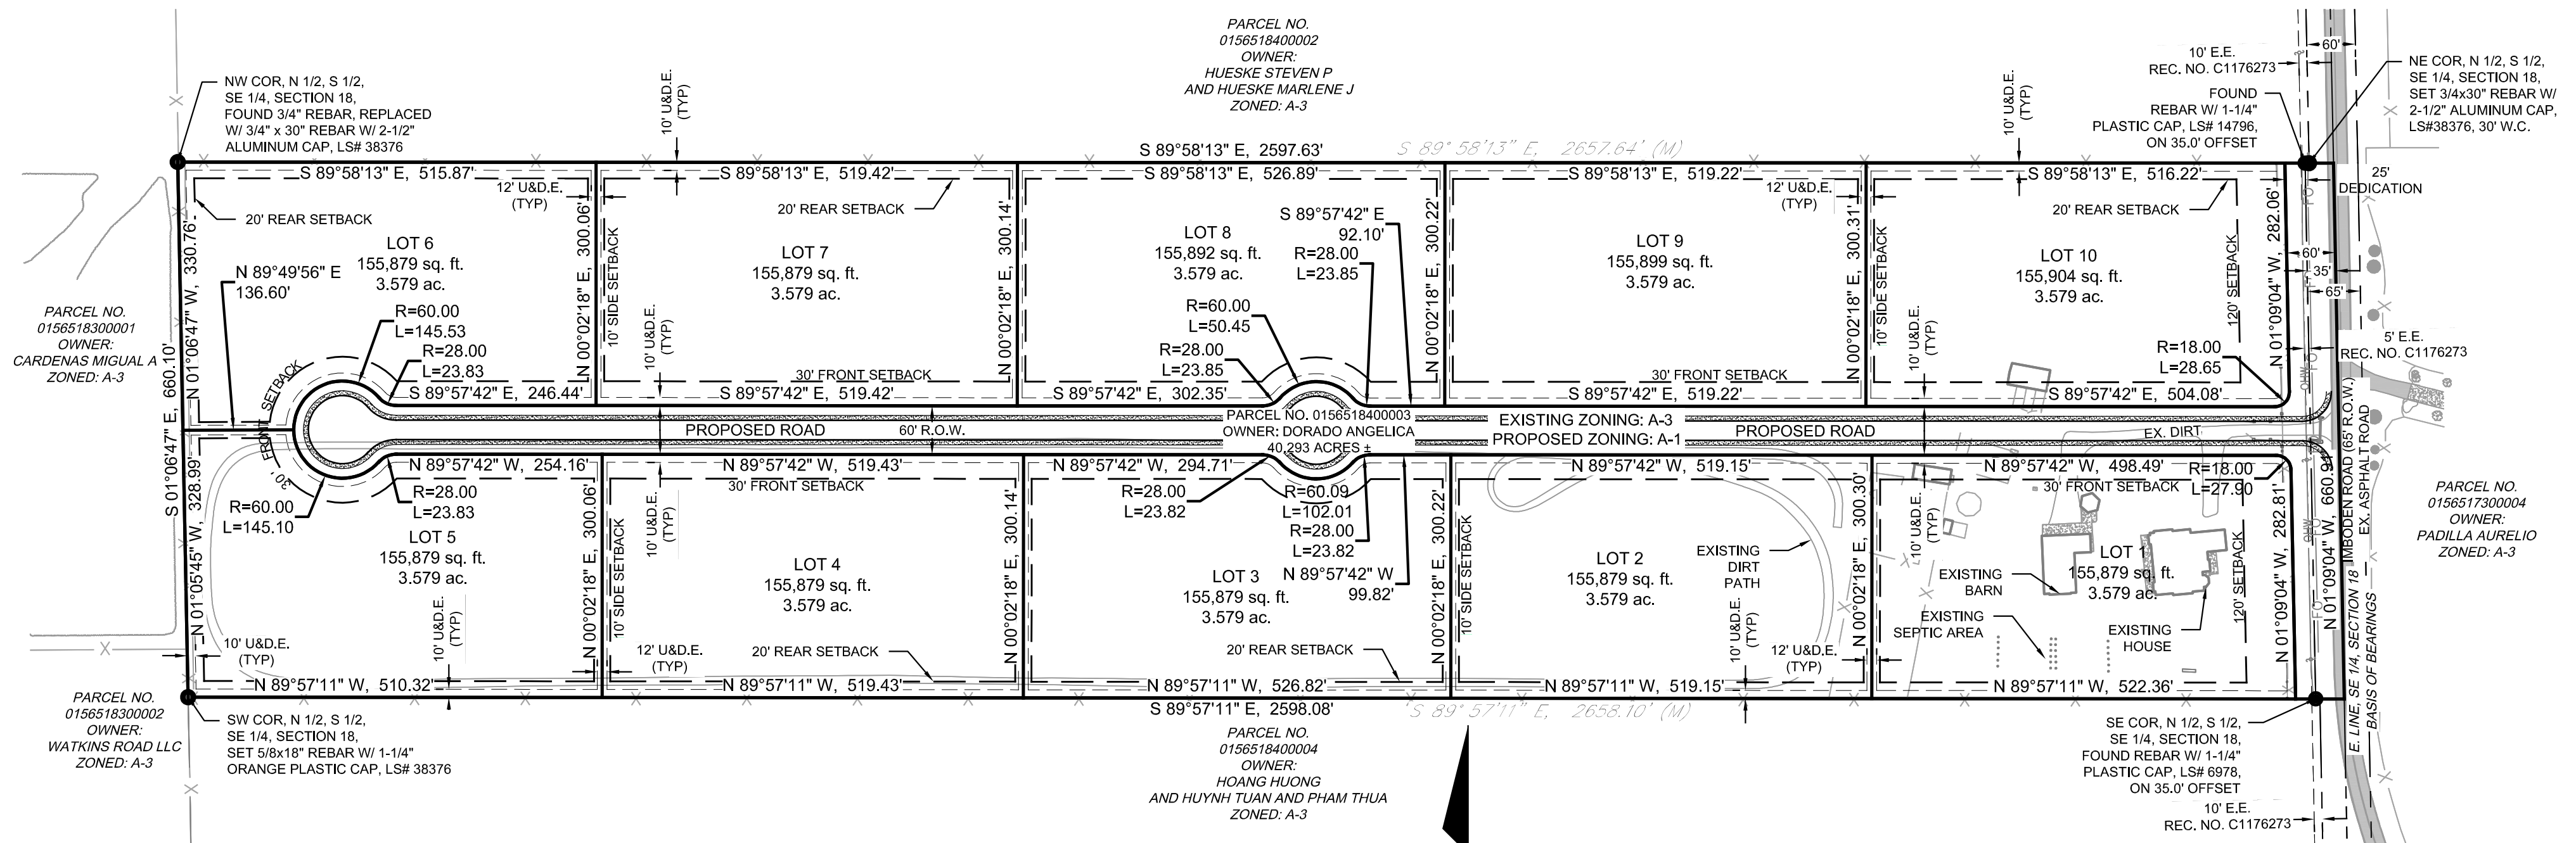 PARCEL NO.
0156518400002
OWNER:
HUESKE STEVEN P
AND HUESKE MARLENE J
ZONED: A-3
NW COR, N 1/2, S 1/2,
SE 1/4, SECTION 18,
FOUND 3/4" REBAR, REPLACED
W/ 3/4" x 30" REBAR W/ 2-1/2"
ALUMINUM CAP, LS# 38376
10' U&D.E.
(TYP)
S 89°58'13" E, 2597.63'
S 89°58'13" E, 2657.64' (M)
10' U&D.E.
(TYP)
10' E.E.
REC. NO. C1176273
FOUND
REBAR W/ 1-1/4"
PLASTIC CAP, LS# 14796,
ON 35.0' OFFSET
60'
NE COR, N 1/2, S 1/2,
SE 1/4, SECTION 18,
SET 3/4x30" REBAR W/
2-1/2" ALUMINUM CAP,
LS#38376, 30' W.C.
25'
DEDICATION
S 89°58'13" E, 515.87'
S 89°58'13" E, 519.42'
S 89°58'13" E, 526.89'
S 89°58'13" E, 519.22'
S 89°58'13" E, 516.22'
12' U&D.E.
(TYP)
20' REAR SETBACK
20' REAR SETBACK
12' U&D.E.
(TYP)
20' REAR SETBACK
S 01°06'47" E, 660.10'
N 01°06'47" W, 330.76'
LOT 6
155,879 sq. ft.
3.579 ac.
N 89°49'56" E
136.60'
R=60.00
L=145.53
R=28.00
L=23.83
S 89°57'42" E, 246.44'
30' FRONT SETBACK
N 00°02'18" E, 300.06'
10' SIDE SETBACK
LOT 7
155,879 sq. ft.
3.579 ac.
10' U&D.E.
(TYP)
30' FRONT SETBACK
S 89°57'42" E, 519.42'
N 00°02'18" E, 300.14'
LOT 8
155,892 sq. ft.
3.579 ac.
S 89°57'42" E
92.10'
R=28.00
L=23.85
R=60.00
L=50.45
R=28.00
L=23.85
S 89°57'42" E, 302.35'
N 00°02'18" E, 300.22'
LOT 9
155,899 sq. ft.
3.579 ac.
30' FRONT SETBACK
S 89°57'42" E, 519.22'
N 00°02'18" E, 300.31'
10' SIDE SETBACK
LOT 10
155,904 sq. ft.
3.579 ac.
10' U&D.E.
(TYP)
120' SETBACK
R=18.00
L=28.65
S 89°57'42" E, 504.08'
N 01°09'04" W, 282.06'
60'
35'
65'
5' E.E.
REC. NO. C1176273
PARCEL NO.
0156518300001
OWNER:
CARDENAS MIGUAL A
ZONED: A-3
PROPOSED ROAD
60' R.O.W.
PARCEL NO. 0156518400003
OWNER: DORADO ANGELICA
40.293 ACRES ±
EXISTING ZONING: A-3
PROPOSED ZONING: A-1
PROPOSED ROAD
EX. DIRT
IMBODEN ROAD (65' R.O.W.)
EX. ASPHALT ROAD
E. LINE, SE 1/4, SECTION 18
BASIS OF BEARINGS
N 01°09'04" W, 660.94'
OHW
FO
OHW
FO
FO
FO
N 01°05'45" W, 328.99'
R=60.00
L=145.10
R=28.00
L=23.83
N 89°57'42" W, 254.16'
LOT 5
155,879 sq. ft.
3.579 ac.
10' U&D.E.
(TYP)
10' U&D.E.
(TYP)
N 89°57'11" W, 510.32'
N 00°02'18" E, 300.06'
10' SIDE SETBACK
N 89°57'42" W, 519.43'
30' FRONT SETBACK
10' U&D.E.
(TYP)
LOT 4
155,879 sq. ft.
3.579 ac.
12' U&D.E.
(TYP)
20' REAR SETBACK
N 89°57'11" W, 519.43'
N 00°02'18" E, 300.14'
N 89°57'42" W, 294.71'
R=28.00
L=23.82
R=60.09
L=102.01
R=28.00
L=23.82
N 89°57'42" W
99.82'
LOT 3
155,879 sq. ft.
3.579 ac.
20' REAR SETBACK
N 89°57'11" W, 526.82'
N 00°02'18" E, 300.22'
10' SIDE SETBACK
N 89°57'42" W, 519.15'
LOT 2
155,879 sq. ft.
3.579 ac.
EXISTING
DIRT
PATH
10' U&D.E.
(TYP)
12' U&D.E.
(TYP)
N 89°57'11" W, 519.15'
N 00°02'18" E, 300.30'
10' U&D.E.
(TYP)
N 89°57'42" W, 498.49'
30' FRONT SETBACK
R=18.00
L=27.90
LOT 1
155,879 sq. ft.
3.579 ac.
EXISTING
BARN
EXISTING
SEPTIC AREA
EXISTING
HOUSE
120' SETBACK
N 01°09'04" W, 282.81'
N 89°57'11" W, 522.36'
PARCEL NO.
0156517300004
OWNER:
PADILLA AURELIO
ZONED: A-3
PARCEL NO.
0156518300002
OWNER:
WATKINS ROAD LLC
ZONED: A-3
SW COR, N 1/2, S 1/2,
SE 1/4, SECTION 18,
SET 5/8x18" REBAR W/ 1-1/4"
ORANGE PLASTIC CAP, LS# 38376
S 89°57'11" E, 2598.08'
S 89°57'11" E, 2658.10' (M)
PARCEL NO.
0156518400004
OWNER:
HOANG HUONG
AND HUYNH TUAN AND PHAM THUA
ZONED: A-3
SE COR, N 1/2, S 1/2,
SE 1/4, SECTION 18,
FOUND REBAR W/ 1-1/4"
PLASTIC CAP, LS# 6978,
ON 35.0' OFFSET
10' E.E.
REC. NO. C1176273